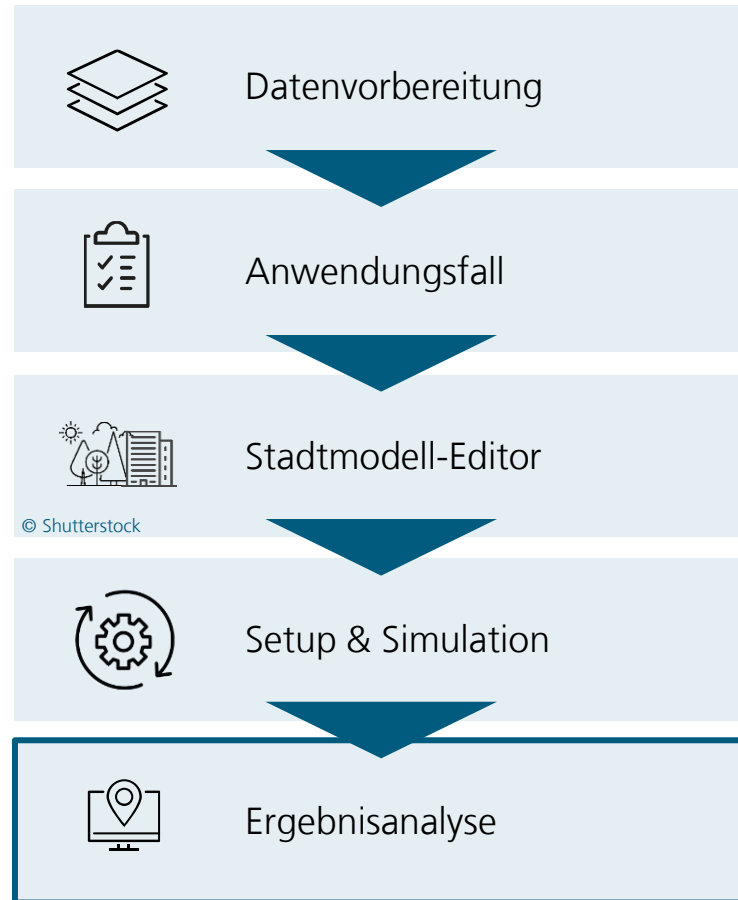 Datenvorbereitung
Anwendungsfall
Stadtmodell-Editor
© Shutterstock
Setup & Simulation
Ergebnisanalyse